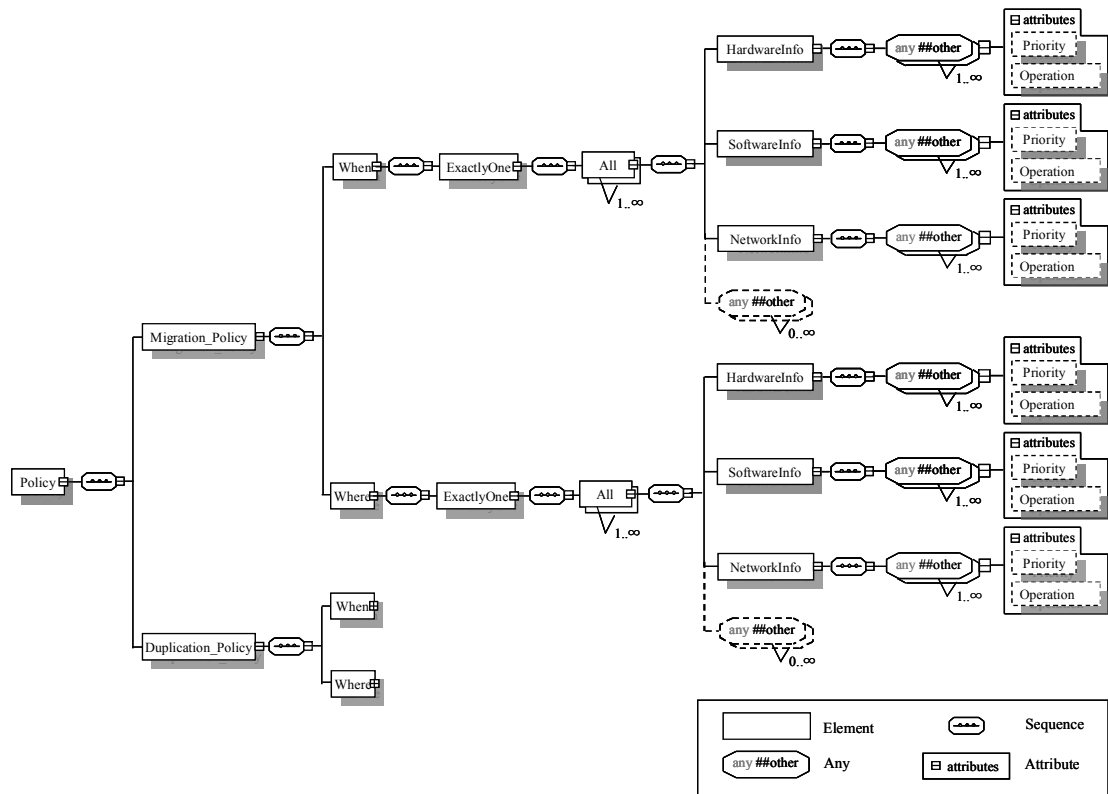 HardwareInfo
any ##other
1..∞
attributes
Priority
Operation
SoftwareInfo
any ##other
1..∞
attributes
Priority
Operation
When
ExactlyOne
All
1..∞
NetworkInfo
any ##other
1..∞
attributes
Priority
Operation
any ##other
0..∞
Migration_Policy
HardwareInfo
any ##other
1..∞
attributes
Priority
Operation
Policy
SoftwareInfo
any ##other
1..∞
attributes
Priority
Operation
Where
ExactlyOne
All
1..∞
NetworkInfo
any ##other
1..∞
attributes
Priority
Operation
any ##other
0..∞
Duplication_Policy
When
Where
Element
Sequence
any ##other
Any
attributes
Attribute